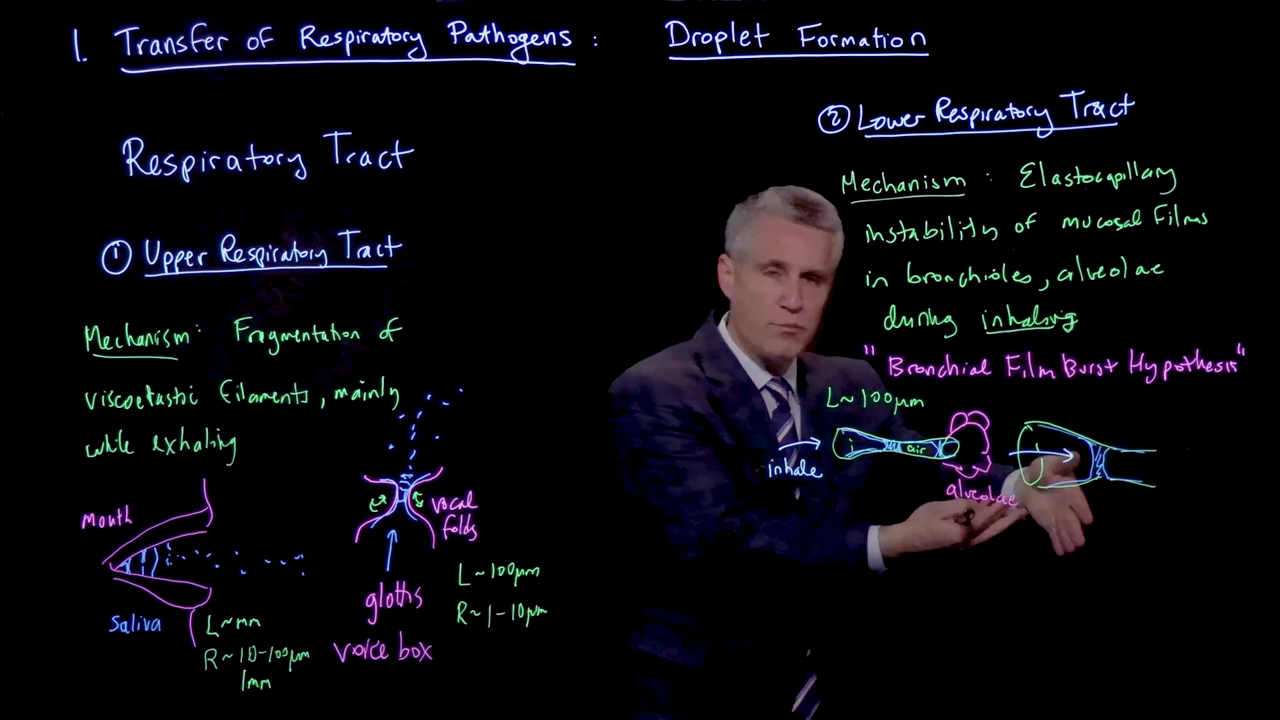 1. Transfer of Respiratory Pathogens : Droplet Formation
Respiratory Tract
① Upper Respiratory Tract
Mechanism: Fragmentation of
viscoelastic filaments, mainly
while exhaling
Mouth
Saliva
L~mm
R~10-100μm
1mm
vocal
folds
gloths
voice box
L~100μm
R~1-10μm
② Lower Respiratory Tract
Mechanism : Elastocapillary
instability of mucosal films
in bronchioles, alveolae
during inhaling
"Bronchial Film Burst Hypothesis"
L~100μm
inhale
air
alveolae